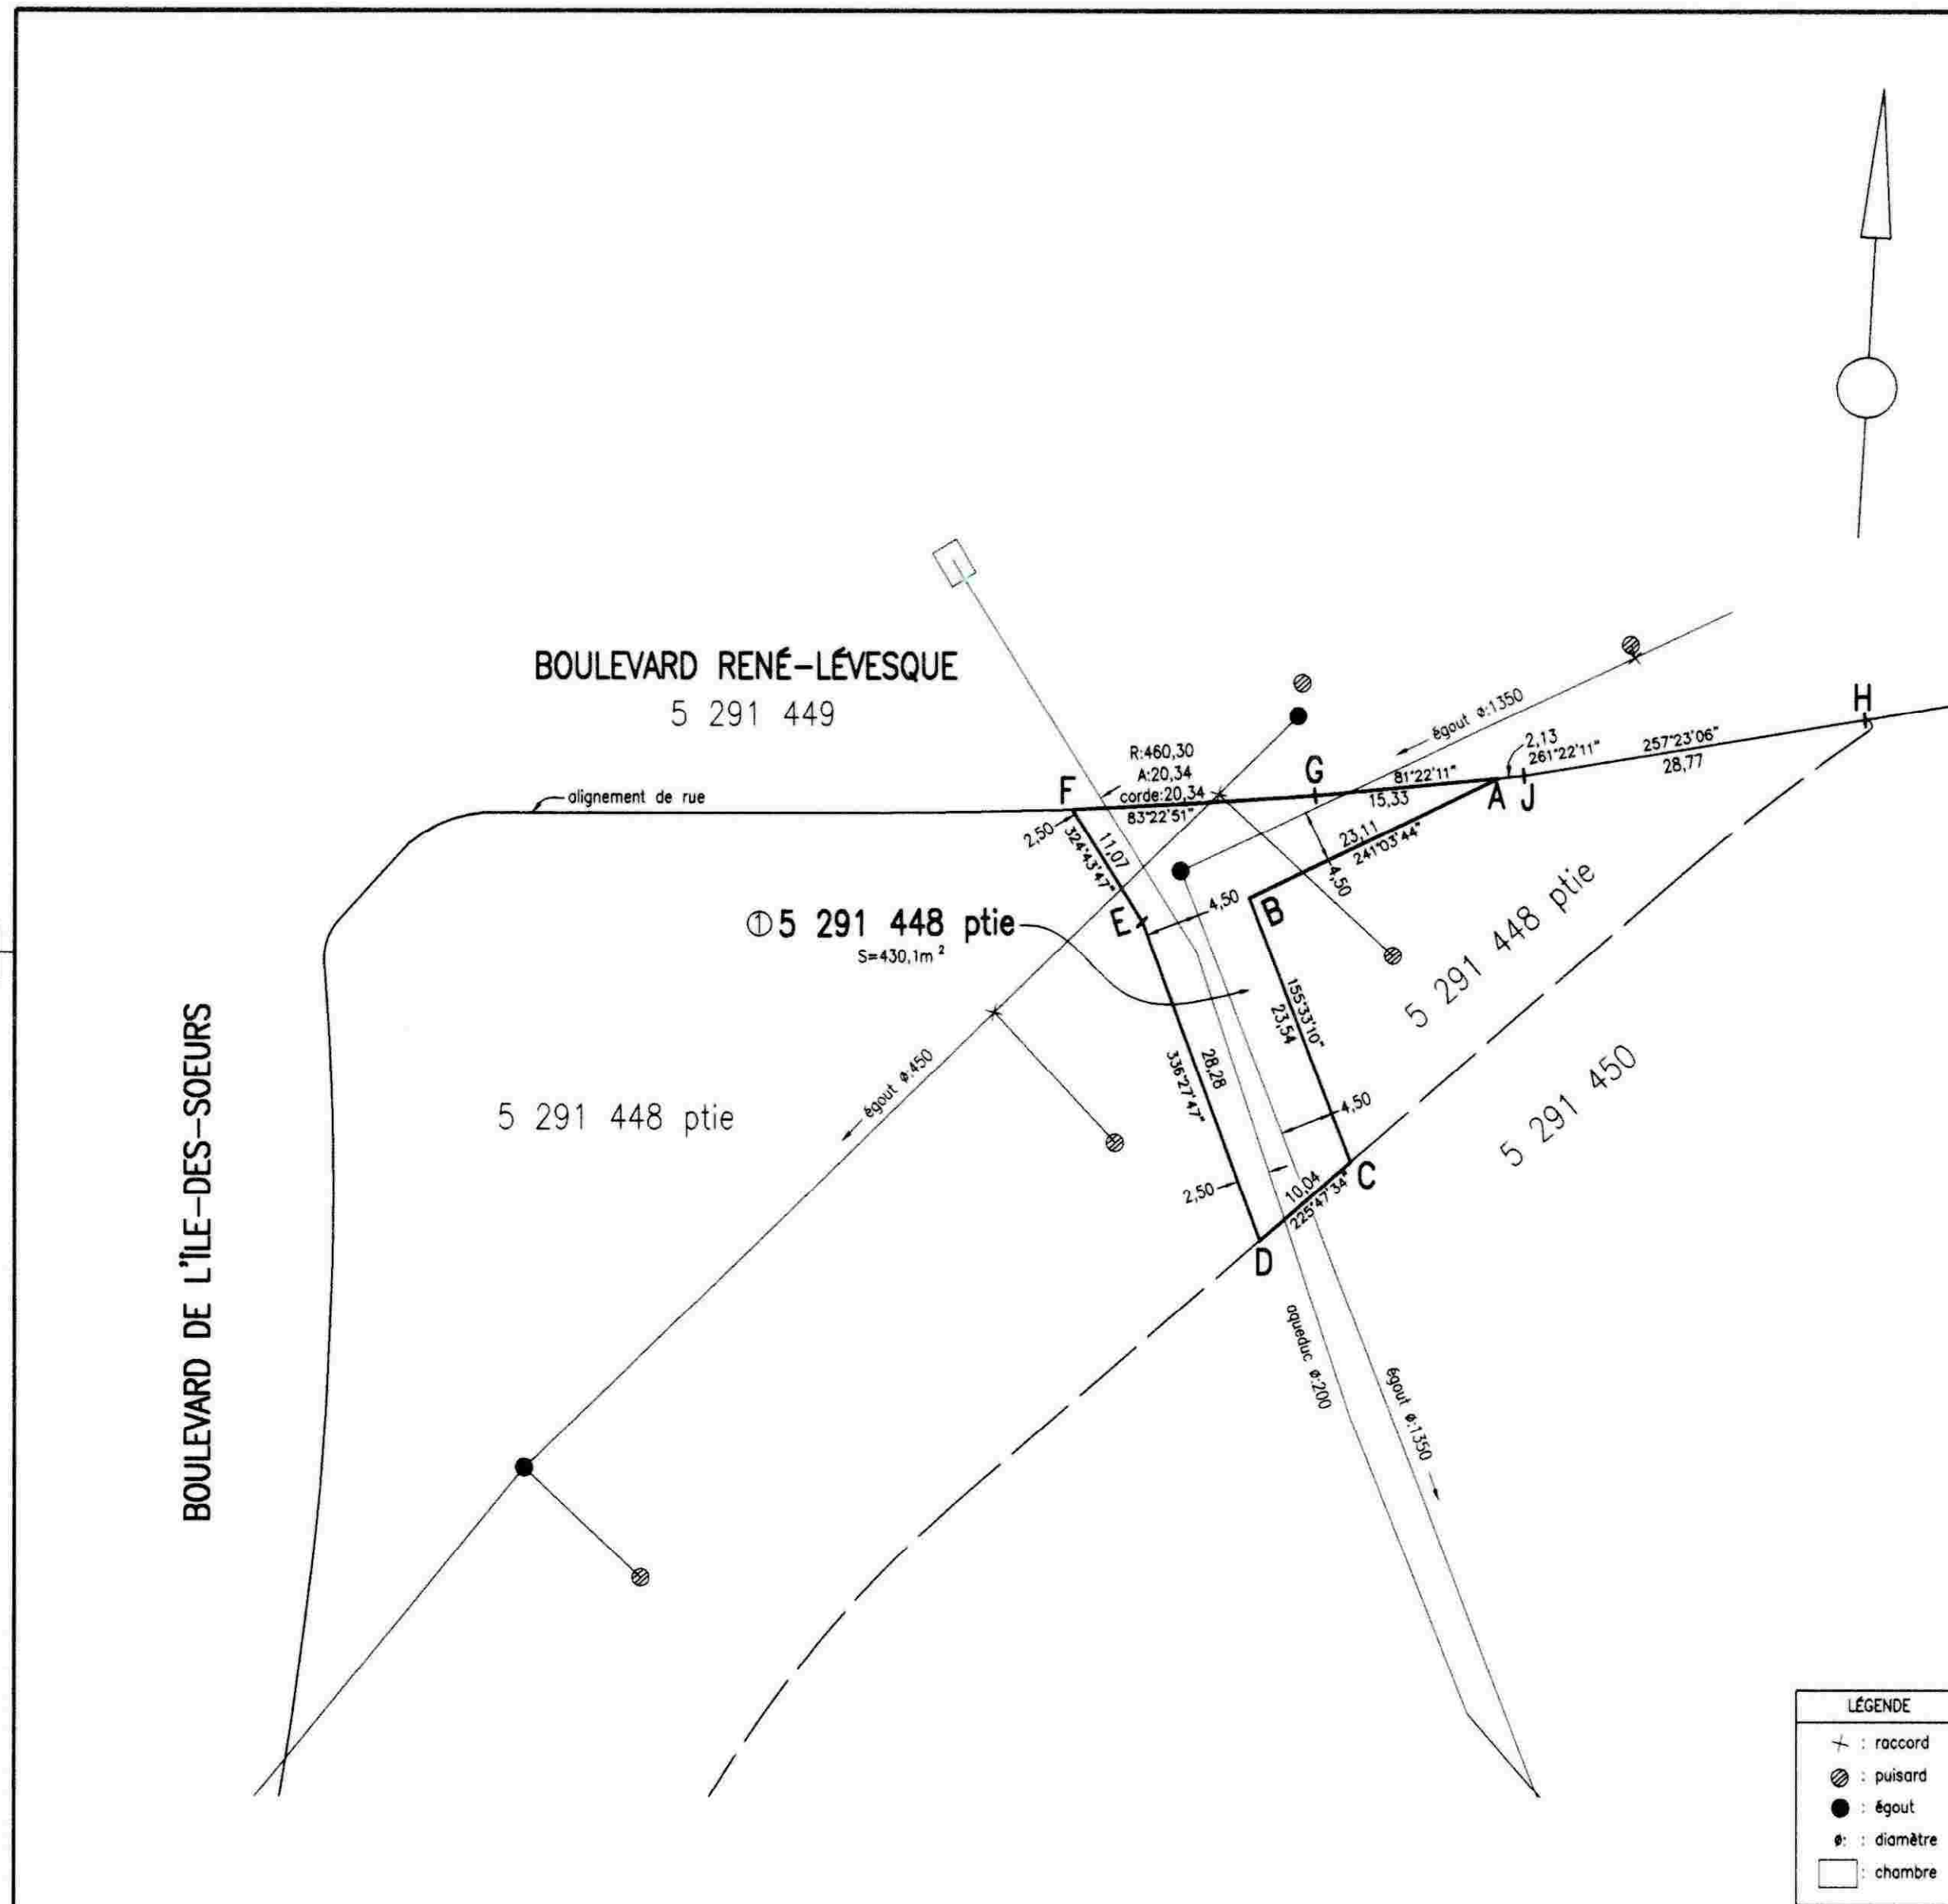 BOULEVARD RENÉ-LÉVESQUE
5 291 449
alignement de rue
R:460,30
A:20,34
corde:20,34
83°22'51"
F
G
81°22'11"
15,33
2,13
261°22'11"
257°23'06"
28,77
H
A
J
égout ø:1350
2,50
11,07
324°43'47"
23,11
241°03'44"
4,50
4,50
B
E
① 5 291 448 ptie
S=430,1m²
155°33'10"
23,54
5 291 448 ptie
5 291 450
égout ø:450
28,28
336°27'47"
5 291 448 ptie
4,50
2,50
10,04
225°47'34"
C
D
aqueduc ø:200
égout ø:1350
BOULEVARD DE L'ÎLE-DES-SOEURS
LÉGENDE
: raccord
: puisard
: égout
ø: : diamètre
: chambre